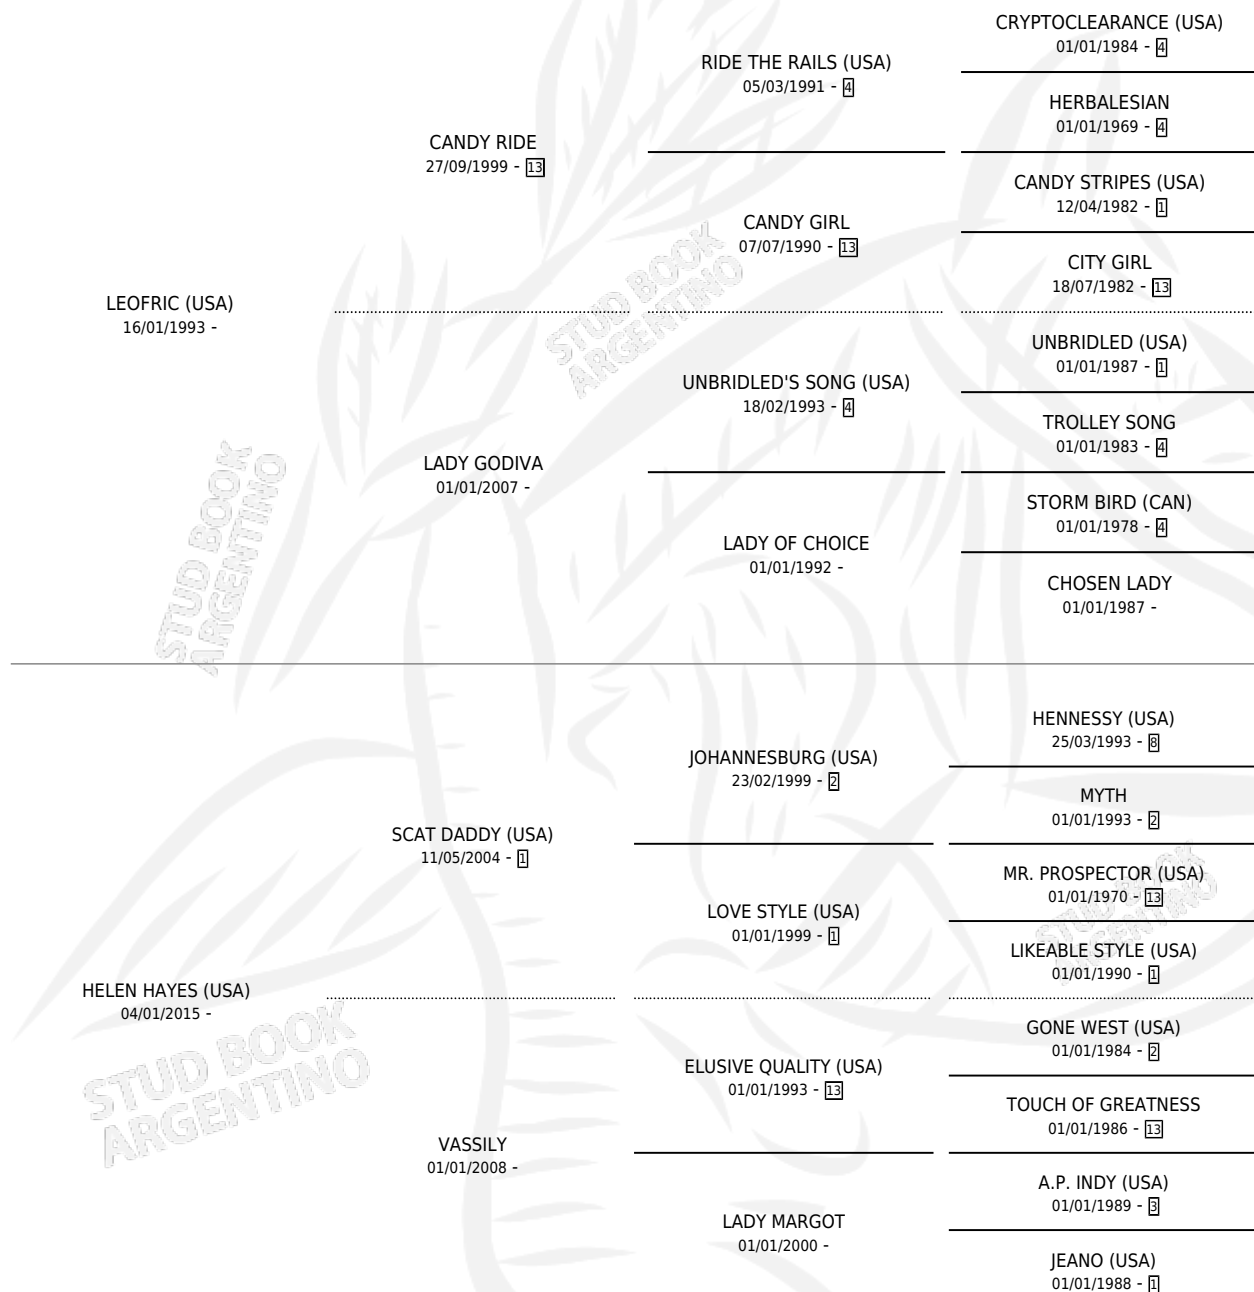 CRYPTOCLEARANCE (USA)
01/01/1984 - 4
RIDE THE RAILS (USA)
05/03/1991 - 4
HERBALESIAN
01/01/1969 - 4
CANDY RIDE
27/09/1999 - 13
CANDY STRIPES (USA)
12/04/1982 - 1
CANDY GIRL
07/07/1990 - 13
CITY GIRL
18/07/1982 - 13
LEOFRIC (USA)
16/01/1993 -
UNBRIDLED (USA)
01/01/1987 - 1
UNBRIDLED'S SONG (USA)
18/02/1993 - 4
TROLLEY SONG
01/01/1983 - 4
LADY GODIVA
01/01/2007 -
STORM BIRD (CAN)
01/01/1978 - 4
LADY OF CHOICE
01/01/1992 -
CHOSEN LADY
01/01/1987 -
HENNESSY (USA)
25/03/1993 - 8
JOHANNESBURG (USA)
23/02/1999 - 2
MYTH
01/01/1993 - 2
SCAT DADDY (USA)
11/05/2004 - 1
MR. PROSPECTOR (USA)
01/01/1970 - 13
LOVE STYLE (USA)
01/01/1999 - 1
LIKEABLE STYLE (USA)
01/01/1990 - 1
HELEN HAYES (USA)
04/01/2015 -
GONE WEST (USA)
01/01/1984 - 2
ELUSIVE QUALITY (USA)
01/01/1993 - 13
TOUCH OF GREATNESS
01/01/1986 - 13
VASSILY
01/01/2008 -
A.P. INDY (USA)
01/01/1989 - 3
LADY MARGOT
01/01/2000 -
JEANO (USA)
01/01/1988 - 1
STUD BOOK
ARGENTINO
STUD BOOK
ARGENTINO
STUD BOOK
ARGENTINO
STUD BOOK
ARGENTINO